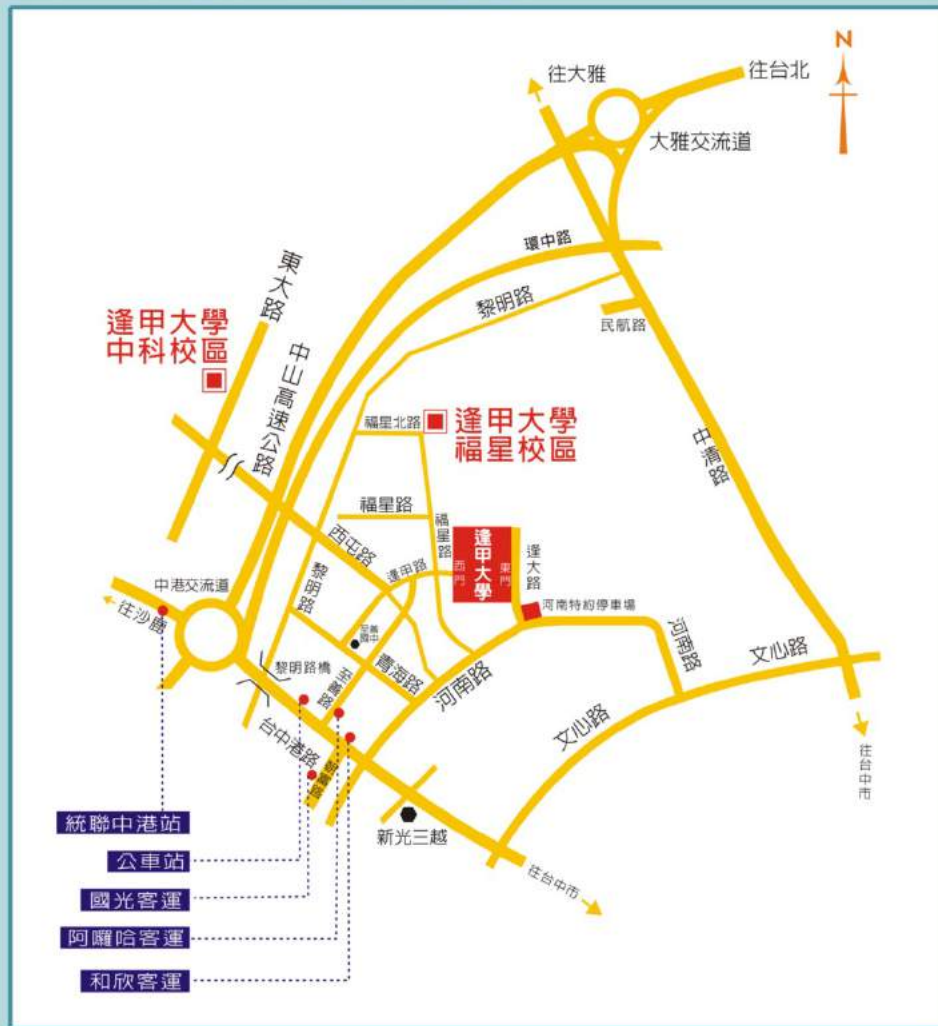 N
往大雅
往台北
大雅交流道
環中路
黎明路
民航路
東大路
逢甲大學
中科校區
中山高速公路
福星北路
逢甲大學
福星校區
中清路
福星路
福星路
西屯路
逢甲大學
西門
東門
逢大路
逢甲路
黎明路
河南特約停車場
中港交流道
往沙鹿
至善國中
河南路
文心路
黎明路橋
至善路
青海路
河南路
文心路
台中港路
朝富路
往台中市
新光三越
往台中市
統聯中港站
公車站
國光客運
阿囉哈客運
和欣客運